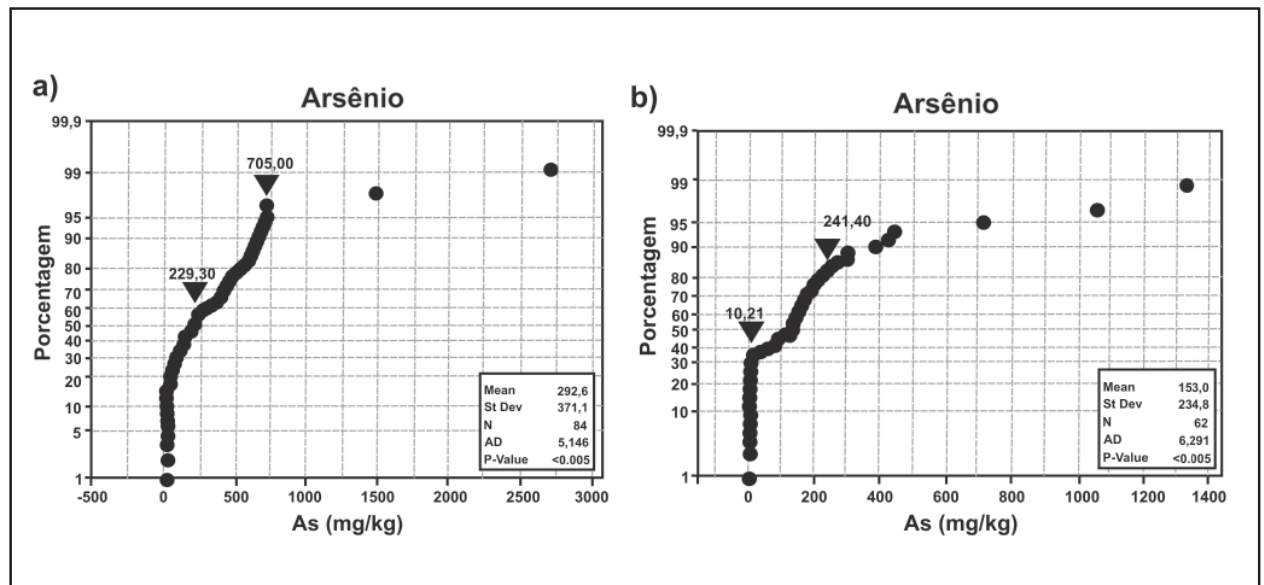 a)
Arsênio
Porcentagem
99,9
99
95
90
80
70
60
50
40
30
20
10
5
1
705,00
229,30
Mean 292,6
St Dev 371,1
N 84
AD 5,146
P-Value <0.005
-500 0 500 1000 1500 2000 2500 3000
As (mg/kg)
b)
Arsênio
Porcentagem
99,9
99
95
90
80
70
60
50
40
30
20
10
1
241,40
10,21
Mean 153,0
St Dev 234,8
N 62
AD 6,291
P-Value <0.005
0 200 400 600 800 1000 1200 1400
As (mg/kg)